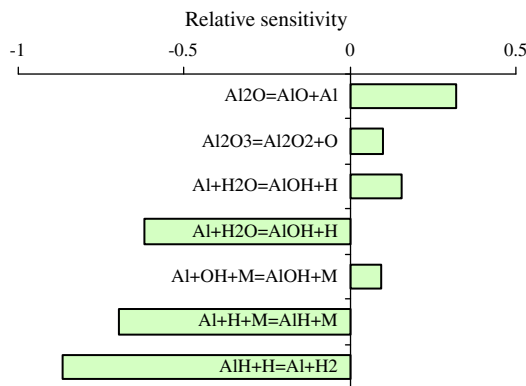 Relative sensitivity
-1 -0.5 0 0.5
Al2O=AlO+Al
Al2O3=Al2O2+O
Al+H2O=AlOH+H
Al+H2O=AlOH+H
Al+OH+M=AlOH+M
Al+H+M=AlH+M
AlH+H=Al+H2